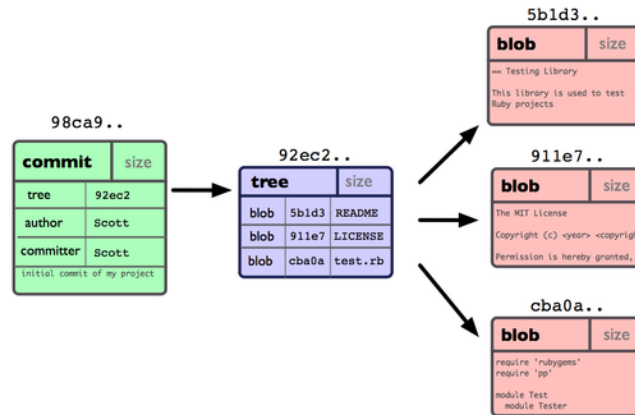 98ca9..
commit size
tree 92ec2
author Scott
committer Scott
initial commit of my project
92ec2..
tree size
blob 5b1d3 README
blob 911e7 LICENSE
blob cba0a test.rb
5b1d3..
blob size
== Testing Library
This library is used to test
Ruby projects
911e7..
blob size
The MIT License
Copyright (c) <year> <copyrigh
Permission is hereby granted,
cba0a..
blob size
require 'rubygems'
require 'pp'
module Test
module Tester